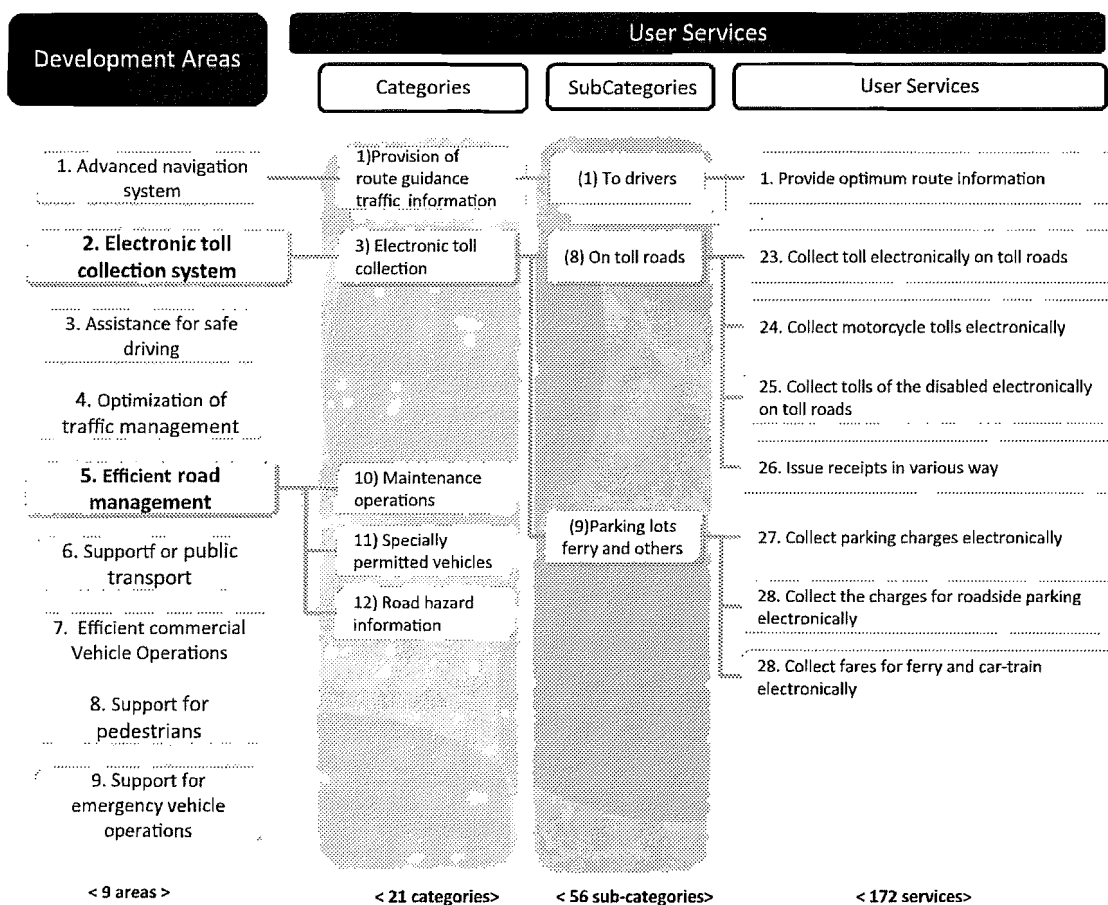 Development Areas
User Services
Categories
SubCategories
User Services
1. Advanced navigation
system
2. Electronic toll
collection system
3. Assistance for safe
driving
4. Optimization of
traffic management
5. Efficient road
management
6. Supportf or public
transport
7. Efficient commercial
Vehicle Operations
8. Support for
pedestrians
9. Support for
emergency vehicle
operations
< 9 areas >
1)Provision of
route guidance
traffic information
3) Electronic toll
collection
10) Maintenance
operations
11) Specially
permitted vehicles
12) Road hazard
information
< 21 categories>
(1) To drivers
(8) On toll roads
(9)Parking lots
ferry and others
< 56 sub-categories>
1. Provide optimum route information
23. Collect toll electronically on toll roads
24. Collect motorcycle tolls electronically
25. Collect tolls of the disabled electronically
on toll roads
26. Issue receipts in various way
27. Collect parking charges electronically
28. Collect the charges for roadside parking
electronically
28. Collect fares for ferry and car-train
electronically
< 172 services>